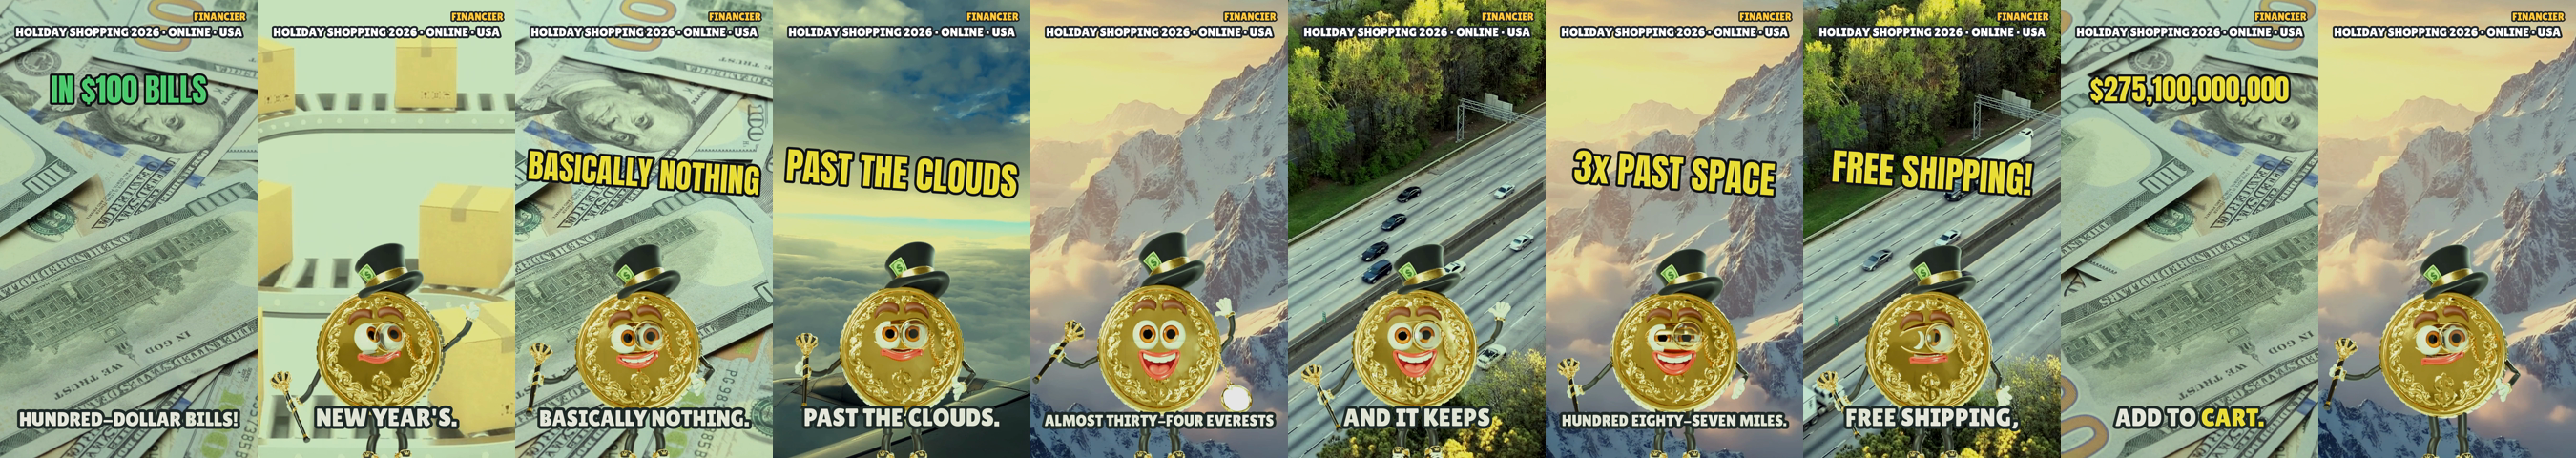 FINANCIER
HOLIDAY SHOPPING 2026 · ONLINE · USA
IN $100 BILLS
HUNDRED-DOLLAR BILLS!
FINANCIER
HOLIDAY SHOPPING 2026 · ONLINE · USA
NEW YEAR'S.
FINANCIER
HOLIDAY SHOPPING 2026 · ONLINE · USA
BASICALLY NOTHING
BASICALLY NOTHING.
FINANCIER
HOLIDAY SHOPPING 2026 · ONLINE · USA
PAST THE CLOUDS
PAST THE CLOUDS.
FINANCIER
HOLIDAY SHOPPING 2026 · ONLINE · USA
ALMOST THIRTY-FOUR EVERESTS
FINANCIER
HOLIDAY SHOPPING 2026 · ONLINE · USA
AND IT KEEPS
FINANCIER
HOLIDAY SHOPPING 2026 · ONLINE · USA
3x PAST SPACE
HUNDRED EIGHTY-SEVEN MILES.
FINANCIER
HOLIDAY SHOPPING 2026 · ONLINE · USA
FREE SHIPPING!
FREE SHIPPING,
FINANCIER
HOLIDAY SHOPPING 2026 · ONLINE · USA
$275,100,000,000
ADD TO CART.
FINANCIER
HOLIDAY SHOPPING 2026 · ONLINE · USA